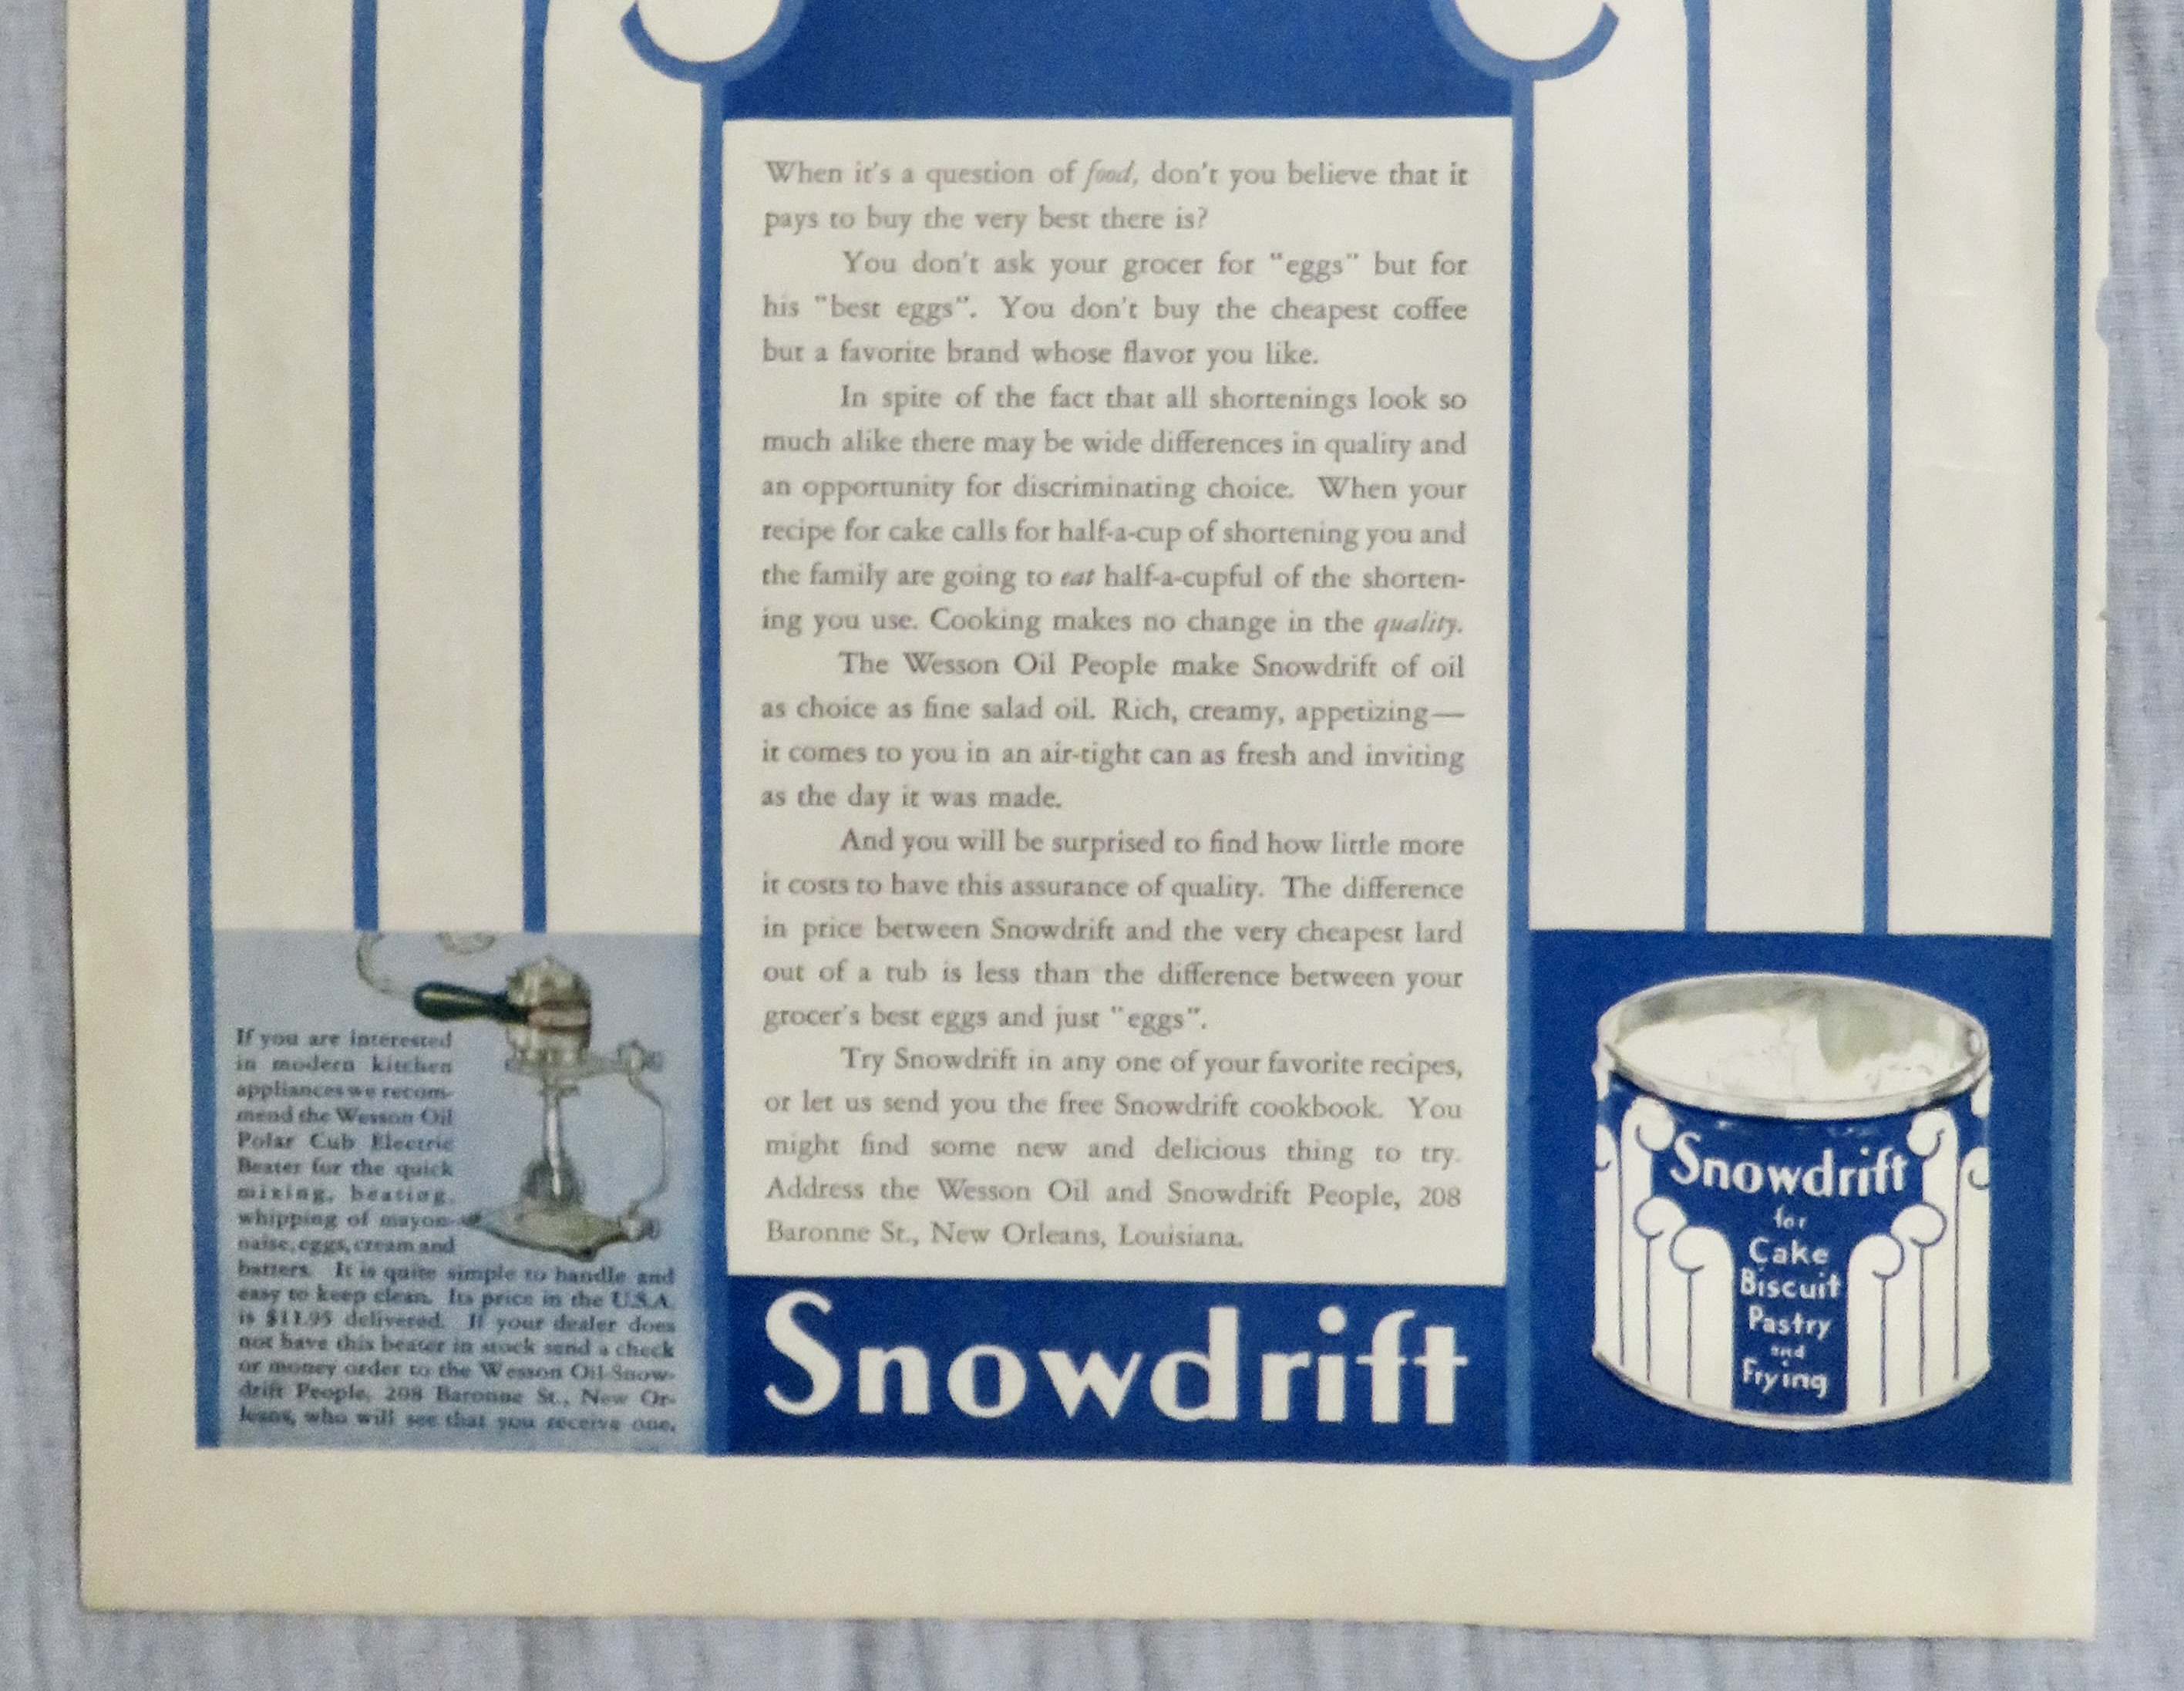 When it's a question of food, don't you believe that it
pays to buy the very best there is?
You don't ask your grocer for "eggs" but for
his "best eggs". You don't buy the cheapest coffee
but a favorite brand whose flavor you like.
In spite of the fact that all shortenings look so
much alike there may be wide differences in quality and
an opportunity for discriminating choice. When your
recipe for cake calls for half-a-cup of shortening you and
the family are going to eat half-a-cupful of the shorten-
ing you use. Cooking makes no change in the quality.
The Wesson Oil People make Snowdrift of oil
as choice as fine salad oil. Rich, creamy, appetizing—
it comes to you in an air-tight can as fresh and inviting
as the day it was made.
And you will be surprised to find how little more
it costs to have this assurance of quality. The difference
in price between Snowdrift and the very cheapest lard
out of a tub is less than the difference between your
grocer's best eggs and just "eggs".
Try Snowdrift in any one of your favorite recipes,
or let us send you the free Snowdrift cookbook. You
might find some new and delicious thing to try.
Address the Wesson Oil and Snowdrift People, 208
Baronne St., New Orleans, Louisiana.
If you are interested
in modern kitchen
appliances we recom-
mend the Wesson Oil
Polar Cub Electric
Beater for the quick
mixing, beating,
whipping of mayon-
naise, eggs, cream and
batters. It is quite simple to handle and
easy to keep clean. Its price in the U.S.A.
is $11.95 delivered. If your dealer does
not have this beater in stock send a check
or money order to the Wesson Oil-Snow-
drift People, 208 Baronne St., New Or-
leans, who will see that you receive one.
Snowdrift
Snowdrift
for
Cake
Biscuit
Pastry
and
Frying